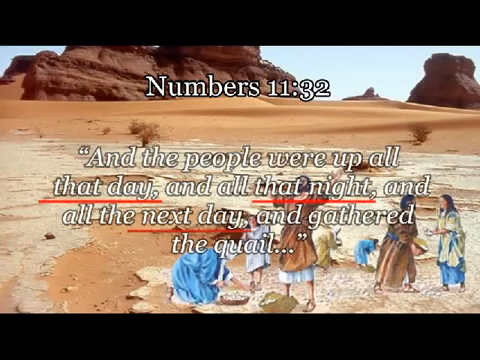 Numbers 11:32
“And the people were up all
that day, and all that night, and
all the next day, and gathered
the quail...”